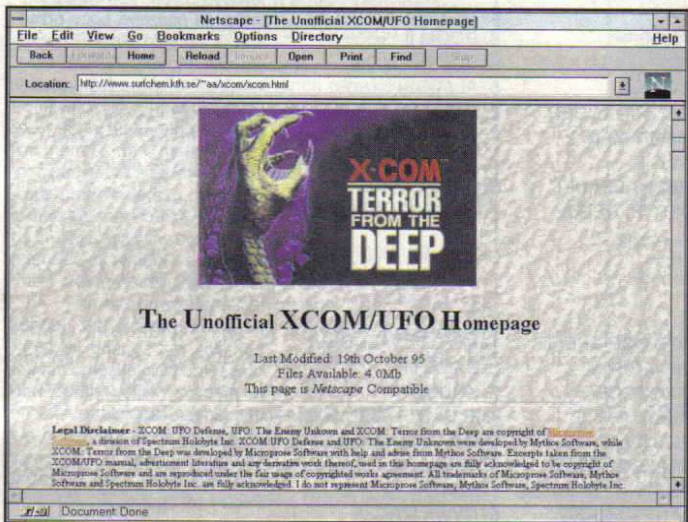 Netscape - [The Unofficial XCOM/UFO Homepage]
File Edit View Go Bookmarks Options Directory Help
Back Forward Home Reload Images Open Print Find Stop
Location: http://www.surfchem.kth.se/~aa/xcom/xcom.html
N
X-COM
TERROR
FROM THE
DEEP
The Unofficial XCOM/UFO Homepage
Last Modified: 19th October 95
Files Available: 4.0Mb
This page is Netscape Compatible
Legal Disclaimer - XCOM: UFO Defense, UFO: The Enemy Unkown and XCOM: Terror from the Deep are copyright of Microprose
Software, a division of Spectrum Holobyte Inc. XCOM: UFO Defense and UFO: The Enemy Unknown were developed by Mythos Software, while
XCOM: Terror from the Deep was developed by Microprose Software with help and advise from Mythos Software. Excerpts taken from the
XCOM/UFO manual, advertisment literature and any derivative work thereof, used in this homepage are fully acknowledged to be copyright of
Microprose Software and are reproduced under the fair usage of copyrighted works agreement. All trademarks of Microprose Software, Mythos
Software and Spectrum Holobyte Inc. are fully acknowledged. I do not represent Microprose Software, Mythos Software, Spectrum Holobyte Inc.
Document Done